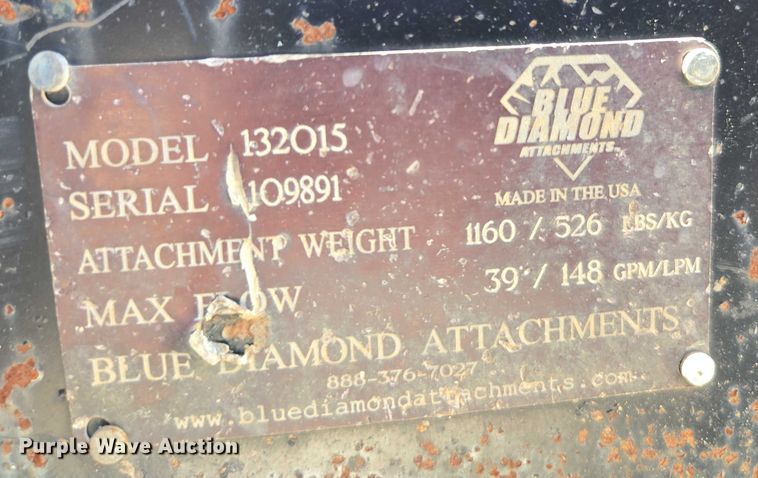 BLUE
DIAMOND
ATTACHMENTS
MODEL 132015
SERIAL 109891
MADE IN THE USA
ATTACHMENT WEIGHT 1160 / 526 LBS/KG
MAX FLOW 39 / 148 GPM/LPM
BLUE DIAMOND ATTACHMENTS
888-376-7027
www.bluediamondattachments.com
Purple Wave Auction